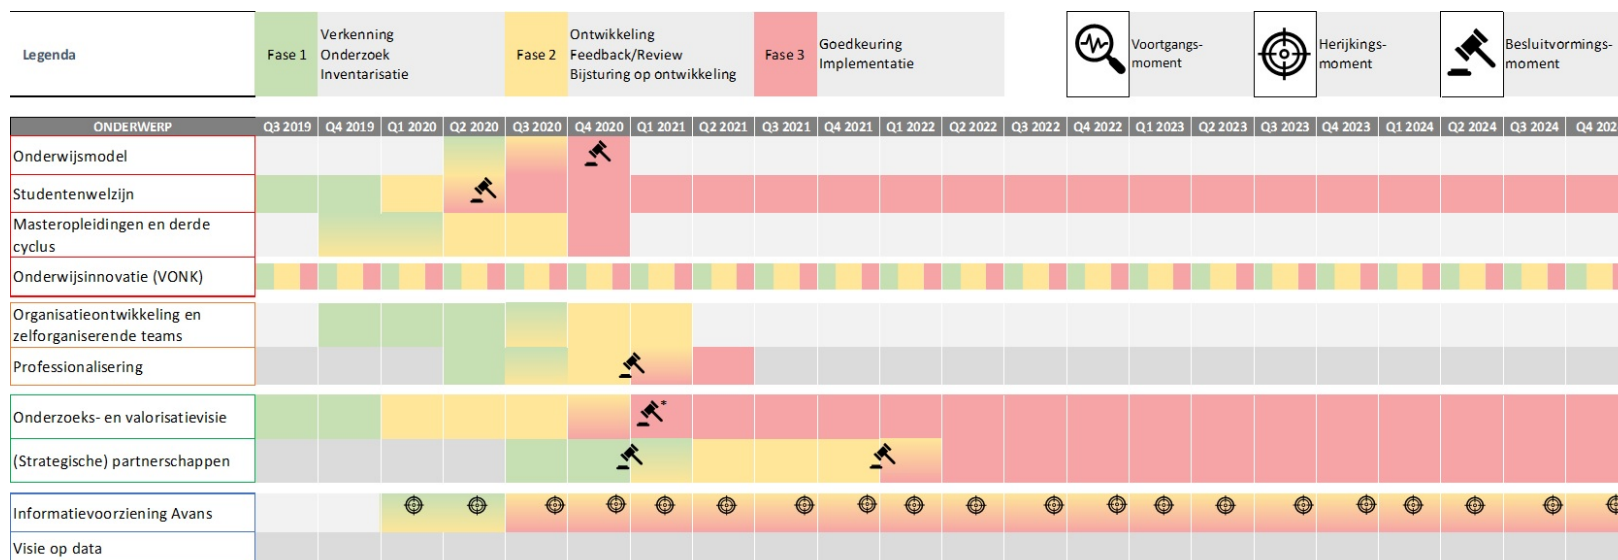 Legenda
Fase 1
Verkenning
Onderzoek
Inventarisatie
Fase 2
Ontwikkeling
Feedback/Review
Bijsturing op ontwikkeling
Fase 3
Goedkeuring
Implementatie
Voortgangs-
moment
Herijkings-
moment
Besluitvormings-
moment
ONDERWERP Q3 2019 Q4 2019 Q1 2020 Q2 2020 Q3 2020 Q4 2020 Q1 2021 Q2 2021 Q3 2021 Q4 2021 Q1 2022 Q2 2022 Q3 2022 Q4 2022 Q1 2023 Q2 2023 Q3 2023 Q4 2023 Q1 2024 Q2 2024 Q3 2024 Q4 202
Onderwijsmodel
Studentenwelzijn
Masteropleidingen en derde
cyclus
Onderwijsinnovatie (VONK)
Organisatieontwikkeling en
zelforganiserende teams
Professionalisering
Onderzoeks- en valorisatievisie
*
(Strategische) partnerschappen
Informatievoorziening Avans
Visie op data